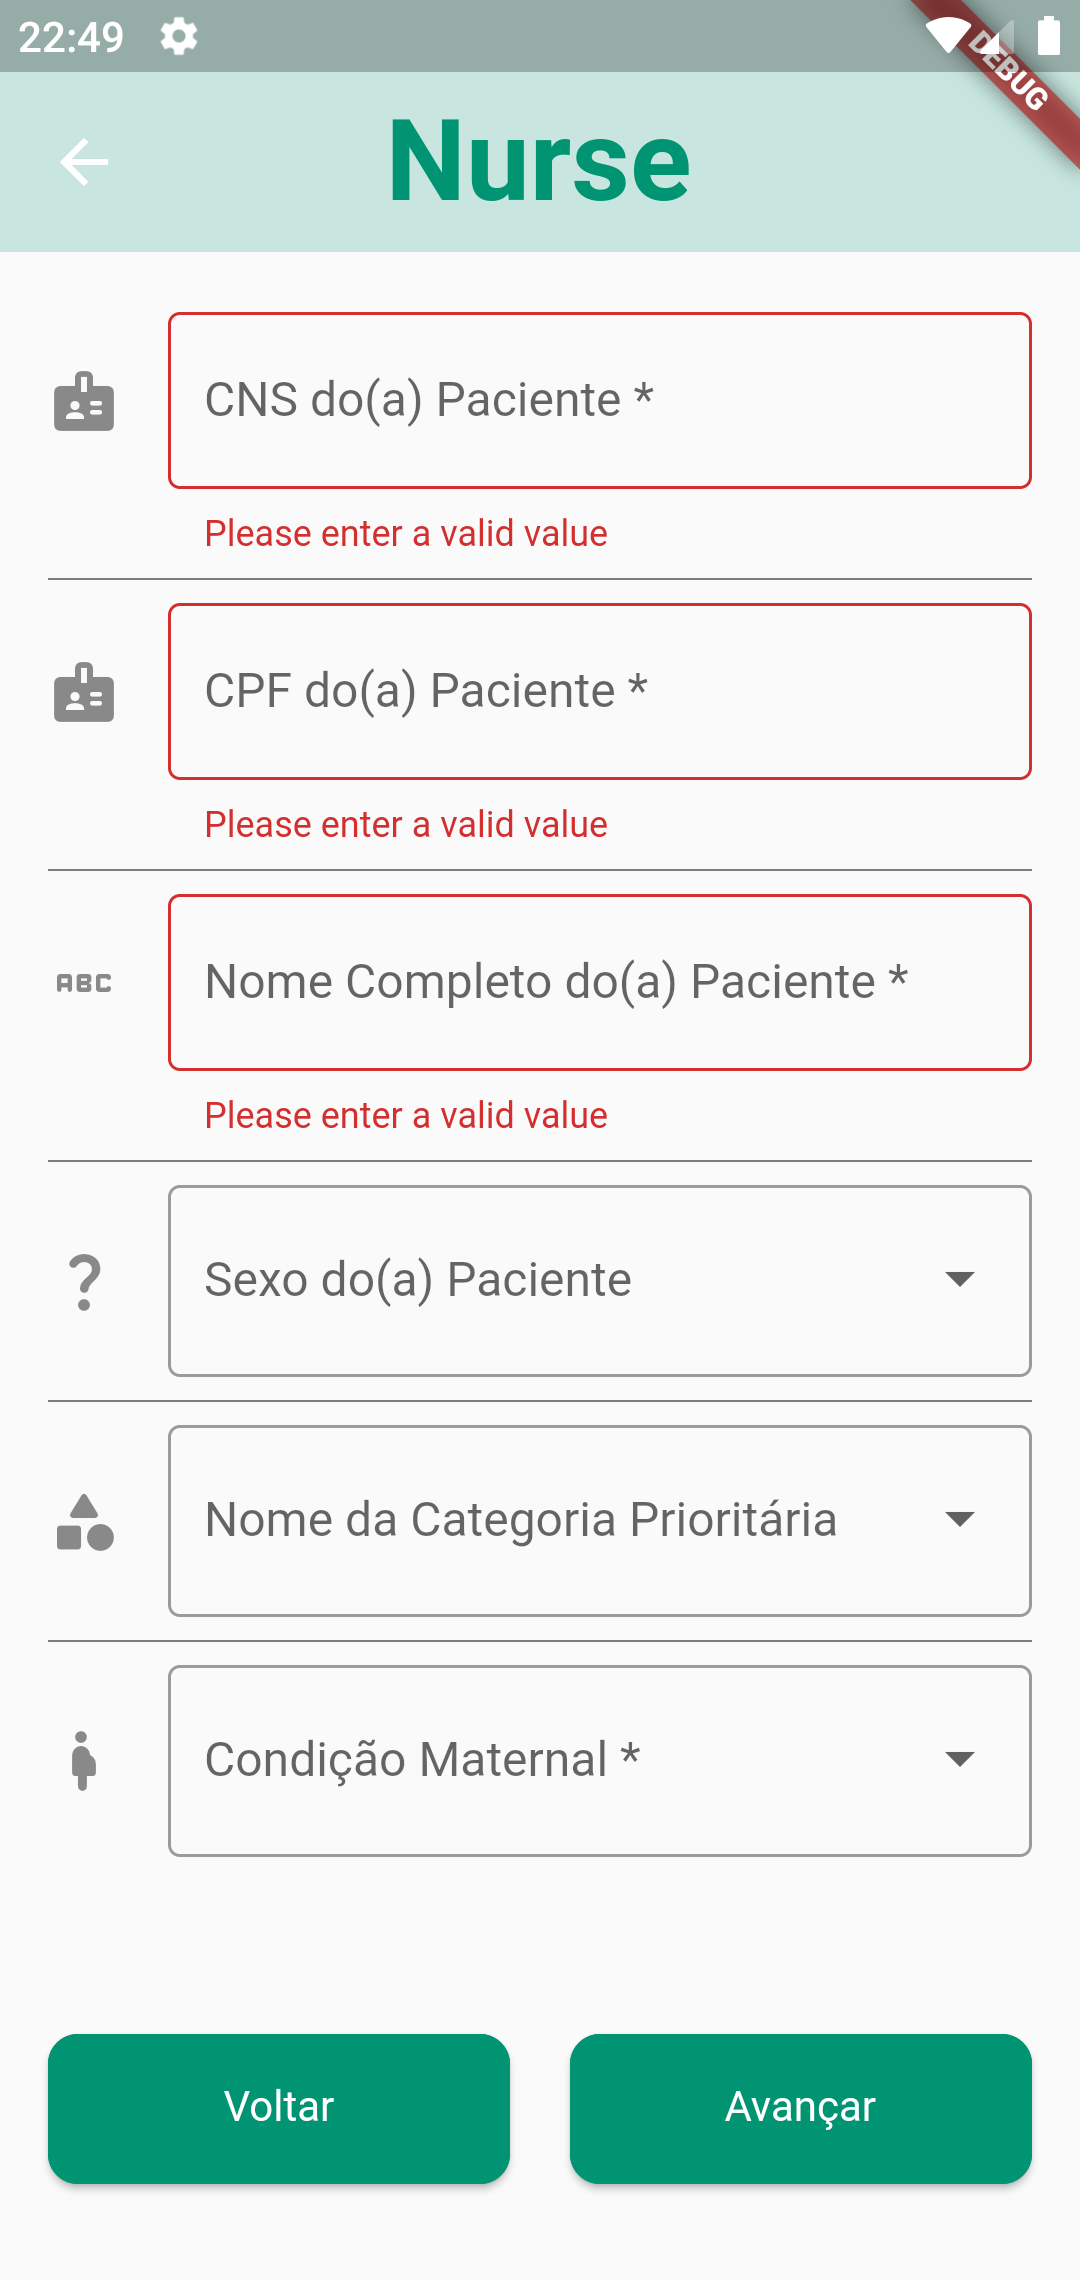 22:49
DEBUG
Nurse
CNS do(a) Paciente *
Please enter a valid value
CPF do(a) Paciente *
Please enter a valid value
ABC
Nome Completo do(a) Paciente *
Please enter a valid value
?
Sexo do(a) Paciente
Nome da Categoria Prioritária
Condição Maternal *
Voltar
Avançar